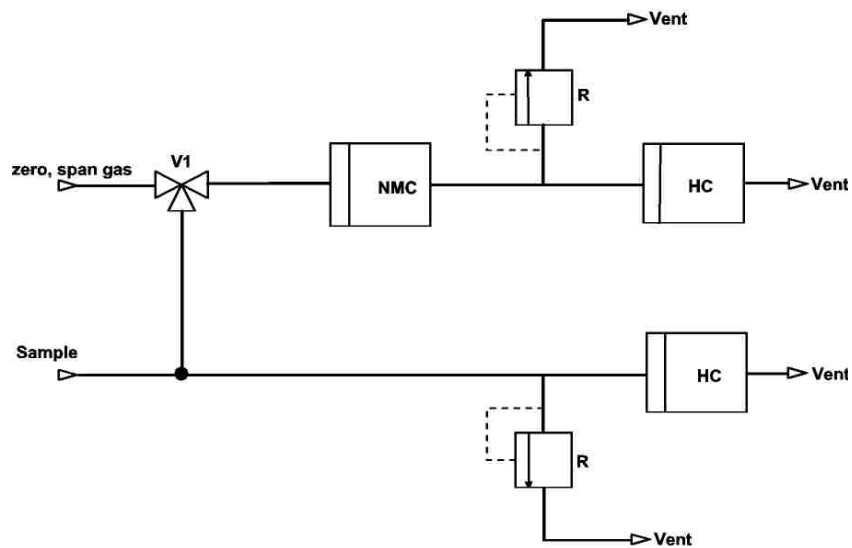 Vent
R
V1
zero, span gas
NMC
HC
Vent
Sample
HC
Vent
R
Vent